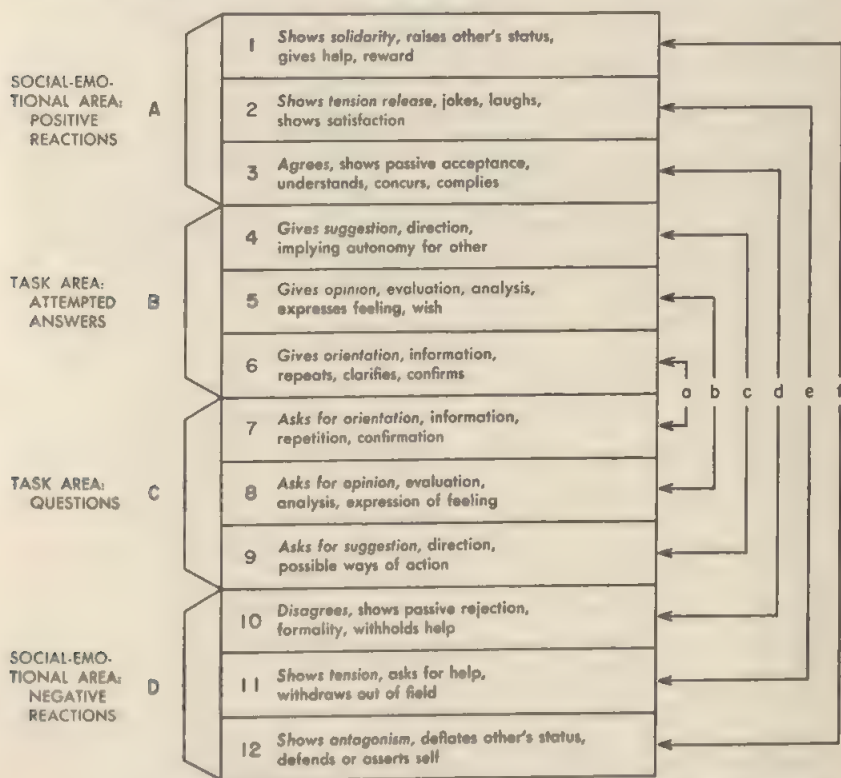 SOCIAL-EMO-
TIONAL AREA:
POSITIVE
REACTIONS
A
1 Shows solidarity, raises other's status,
gives help, reward
2 Shows tension release, jokes, laughs,
shows satisfaction
3 Agrees, shows passive acceptance,
understands, concurs, complies
TASK AREA:
ATTEMPTED
ANSWERS
B
4 Gives suggestion, direction,
implying autonomy for other
5 Gives opinion, evaluation, analysis,
expresses feeling, wish
6 Gives orientation, information,
repeats, clarifies, confirms
a b c d e f
TASK AREA:
QUESTIONS
C
7 Asks for orientation, information,
repetition, confirmation
8 Asks for opinion, evaluation,
analysis, expression of feeling
9 Asks for suggestion, direction,
possible ways of action
SOCIAL-EMO-
TIONAL AREA:
NEGATIVE
REACTIONS
D
10 Disagrees, shows passive rejection,
formality, withholds help
11 Shows tension, asks for help,
withdraws out of field
12 Shows antagonism, deflates other's status,
defends or asserts self